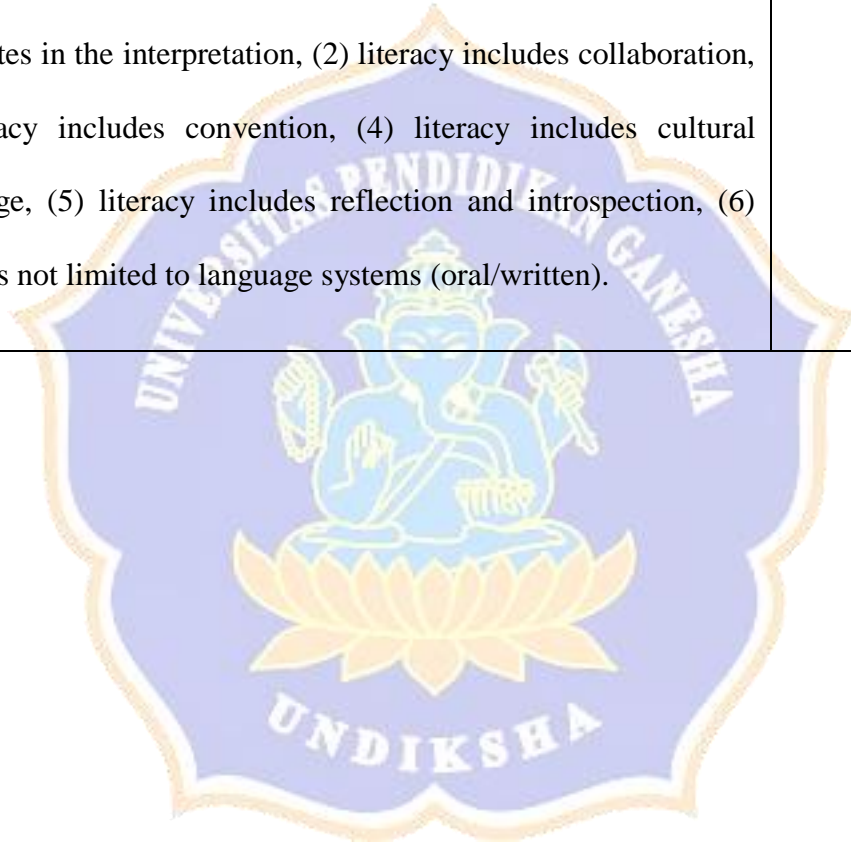 tes in the interpretation, (2) literacy includes collaboration,
acy includes convention, (4) literacy includes cultural
ge, (5) literacy includes reflection and introspection, (6)
s not limited to language systems (oral/written).
UNIVERSITAS PENDIDIKAN GANESHA
UNDIKSHA